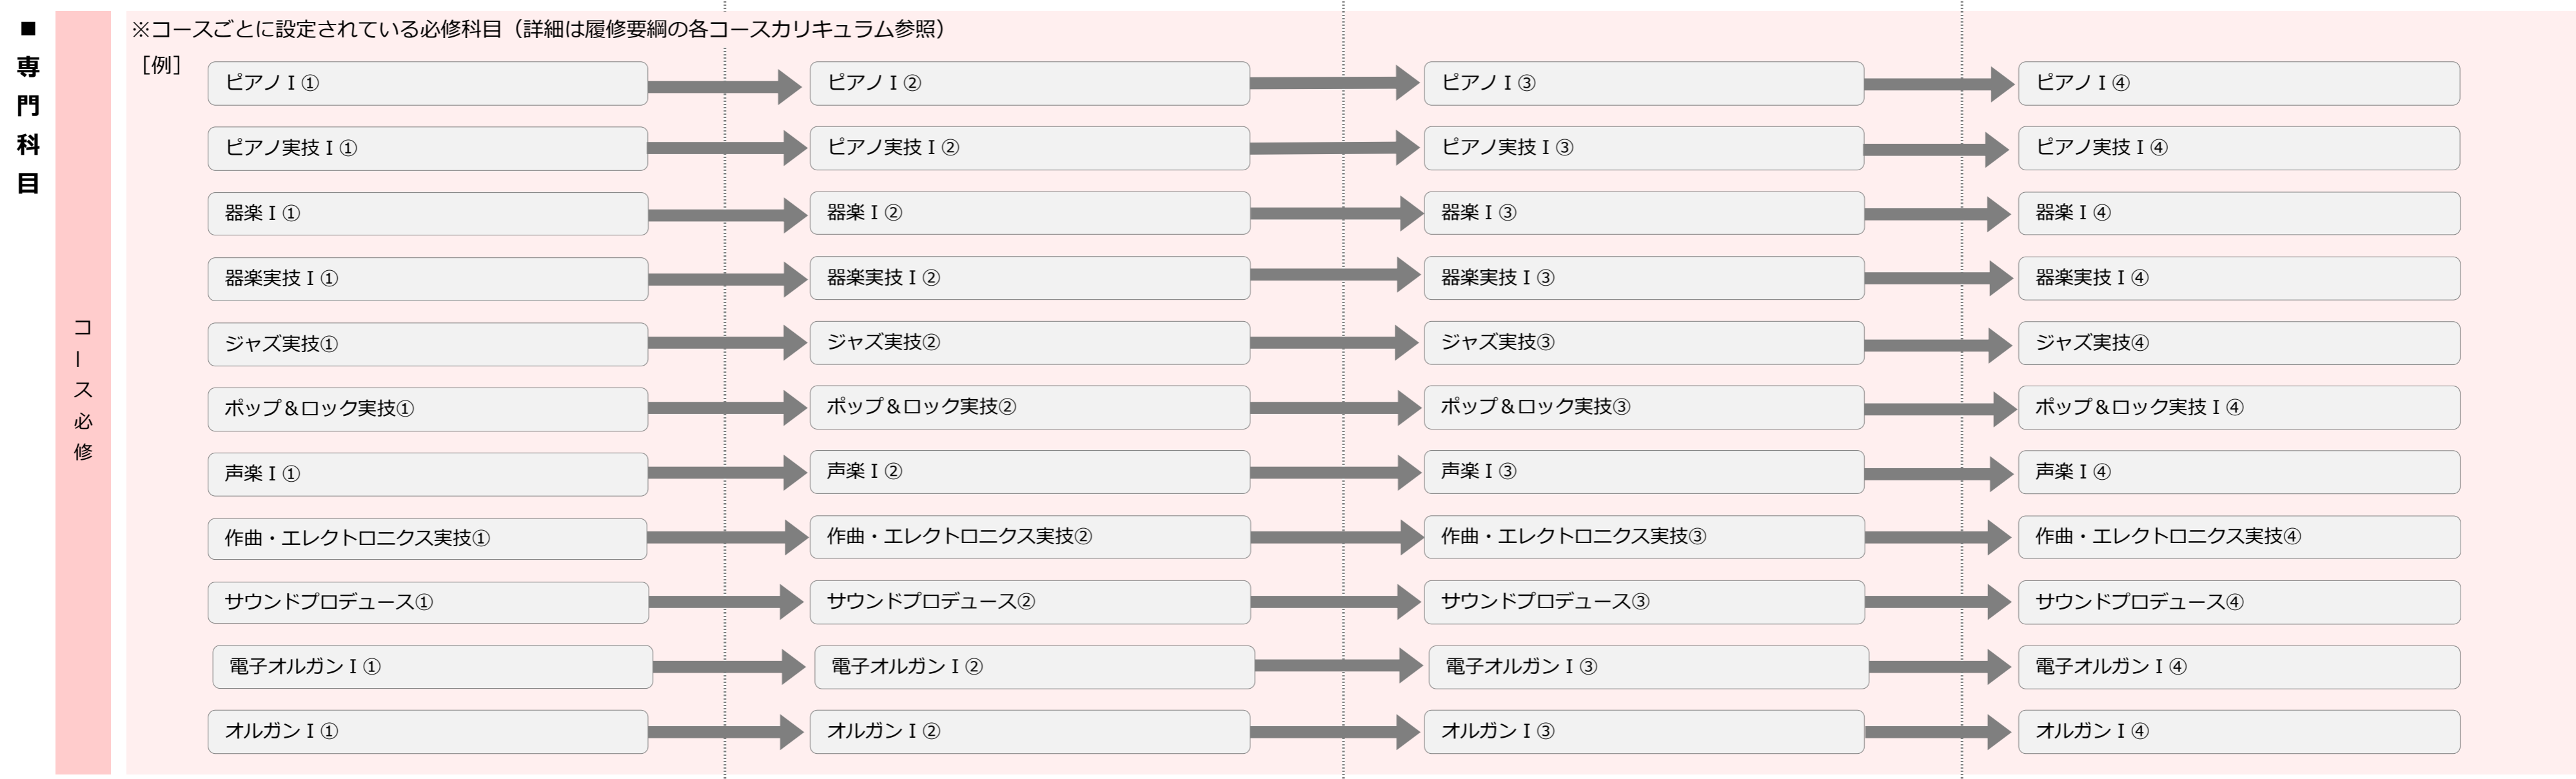 ■専門科目
コース必修
※コースごとに設定されている必修科目（詳細は履修要綱の各コースカリキュラム参照）
［例］
ピアノⅠ① ピアノⅠ② ピアノⅠ③ ピアノⅠ④
ピアノ実技Ⅰ① ピアノ実技Ⅰ② ピアノ実技Ⅰ③ ピアノ実技Ⅰ④
器楽Ⅰ① 器楽Ⅰ② 器楽Ⅰ③ 器楽Ⅰ④
器楽実技Ⅰ① 器楽実技Ⅰ② 器楽実技Ⅰ③ 器楽実技Ⅰ④
ジャズ実技① ジャズ実技② ジャズ実技③ ジャズ実技④
ポップ＆ロック実技① ポップ＆ロック実技② ポップ＆ロック実技③ ポップ＆ロック実技Ⅰ④
声楽Ⅰ① 声楽Ⅰ② 声楽Ⅰ③ 声楽Ⅰ④
作曲・エレクトロニクス実技① 作曲・エレクトロニクス実技② 作曲・エレクトロニクス実技③ 作曲・エレクトロニクス実技④
サウンドプロデュース① サウンドプロデュース② サウンドプロデュース③ サウンドプロデュース④
電子オルガンⅠ① 電子オルガンⅠ② 電子オルガンⅠ③ 電子オルガンⅠ④
オルガンⅠ① オルガンⅠ② オルガンⅠ③ オルガンⅠ④